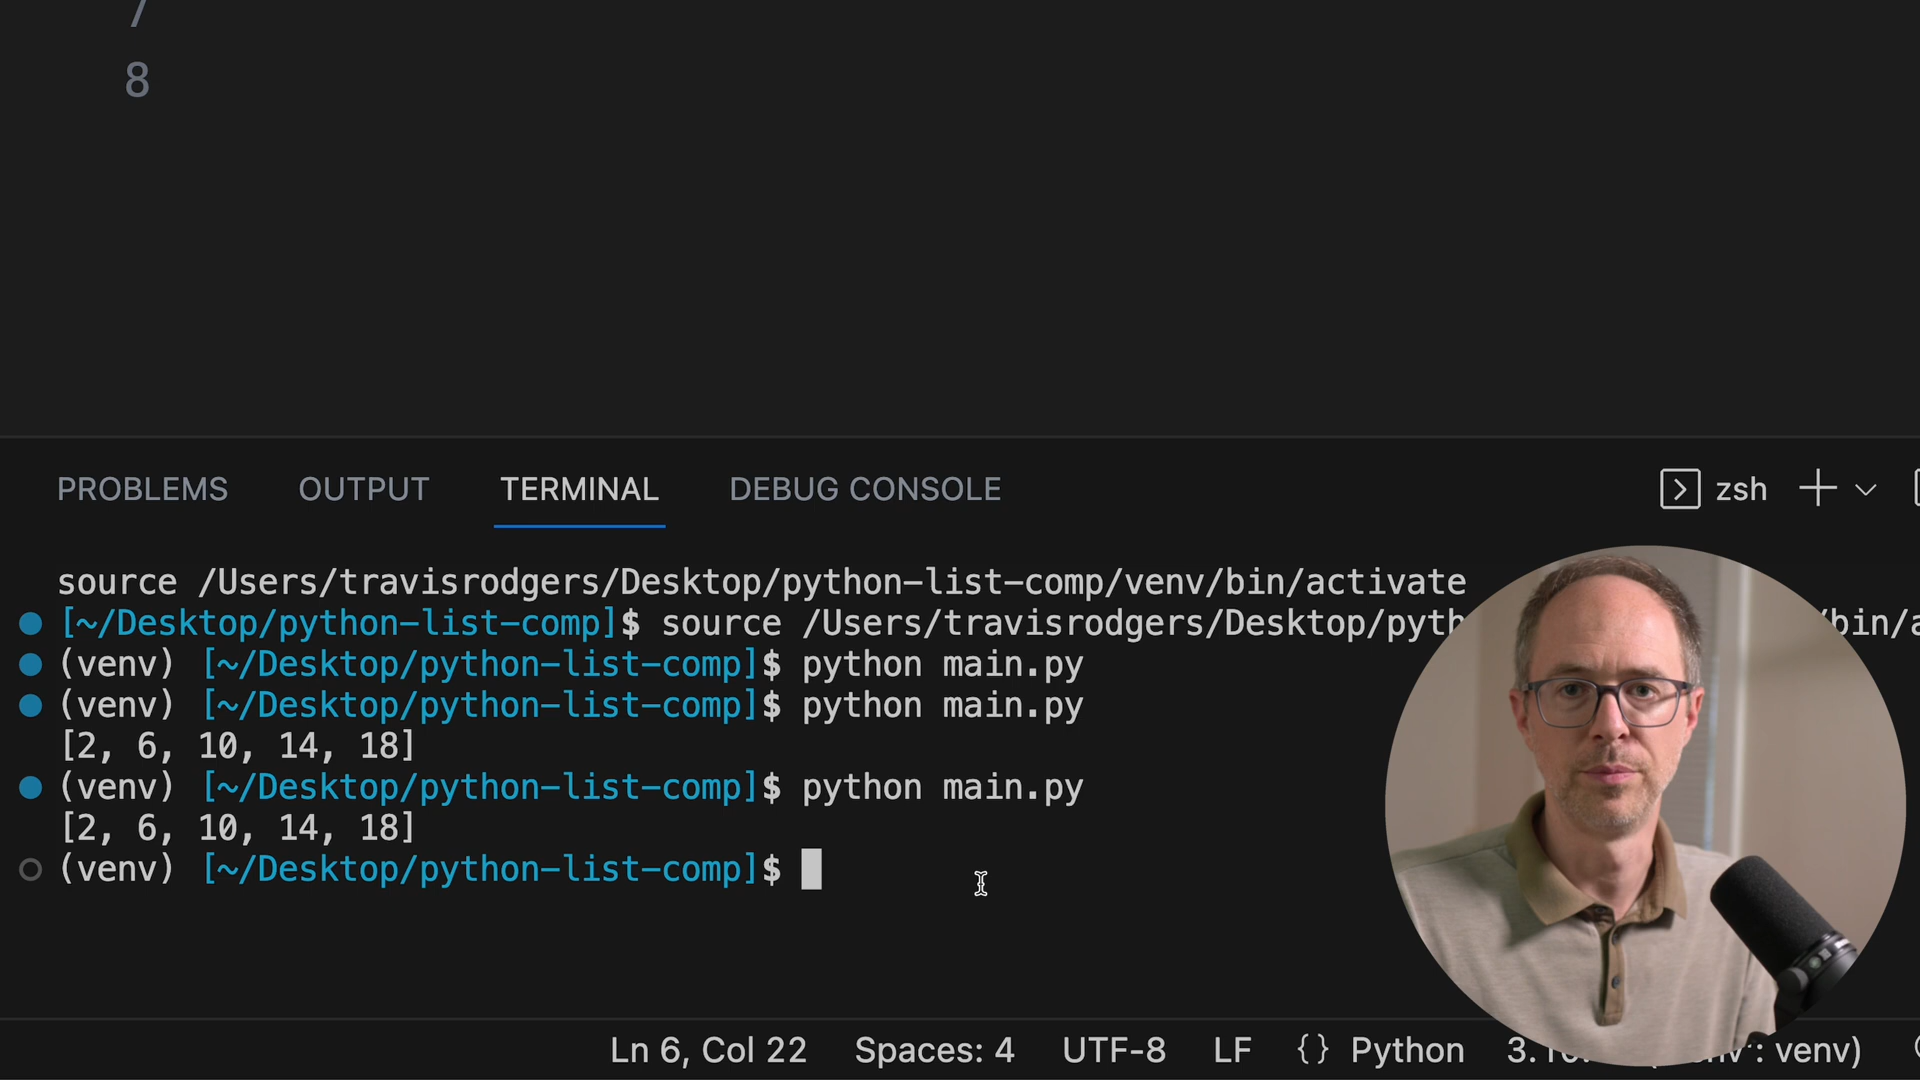 7
8
PROBLEMS OUTPUT TERMINAL DEBUG CONSOLE zsh
source /Users/travisrodgers/Desktop/python-list-comp/venv/bin/activate
[~/Desktop/python-list-comp]$ source /Users/travisrodgers/Desktop/pyth /bin/a
(venv) [~/Desktop/python-list-comp]$ python main.py
(venv) [~/Desktop/python-list-comp]$ python main.py
[2, 6, 10, 14, 18]
(venv) [~/Desktop/python-list-comp]$ python main.py
[2, 6, 10, 14, 18]
(venv) [~/Desktop/python-list-comp]$
Ln 6, Col 22 Spaces: 4 UTF-8 LF {} Python : venv)